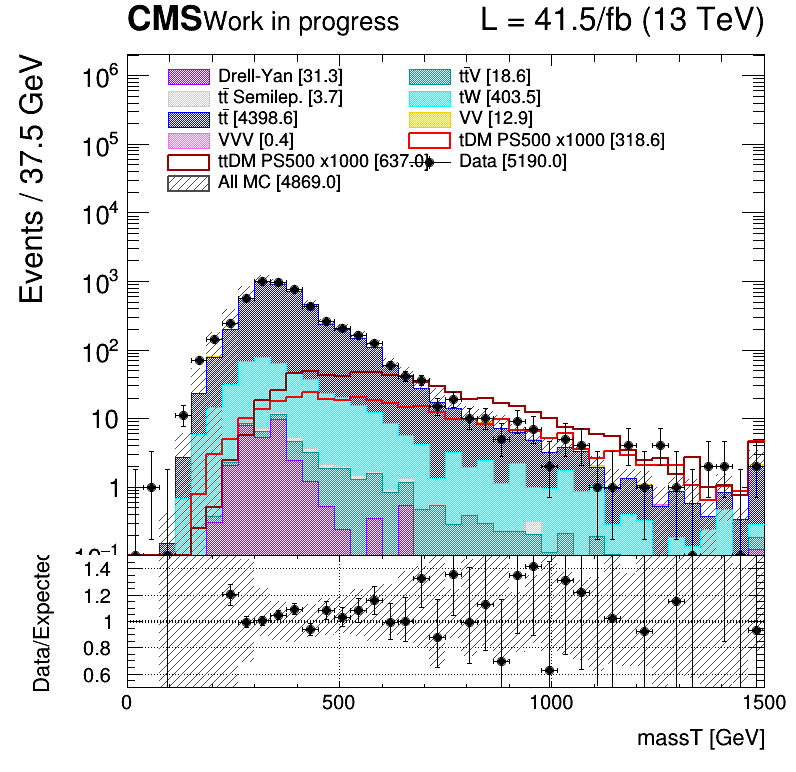 CMS Work in progress L = 41.5/fb (13 TeV)
Events / 37.5 GeV
10⁶
10⁵
10⁴
10³
10²
10
1
10⁻¹
Drell-Yan [31.3] tt̄V [18.6]
tt̄ Semilep. [3.7] tW [403.5]
tt̄ [4398.6] VV [12.9]
VVV [0.4] tDM PS500 x1000 [318.6]
ttDM PS500 x1000 [637.0] Data [5190.0]
All MC [4869.0]
Data/Expected
1.4
1.2
1
0.8
0.6
0 500 1000 1500
massT [GeV]